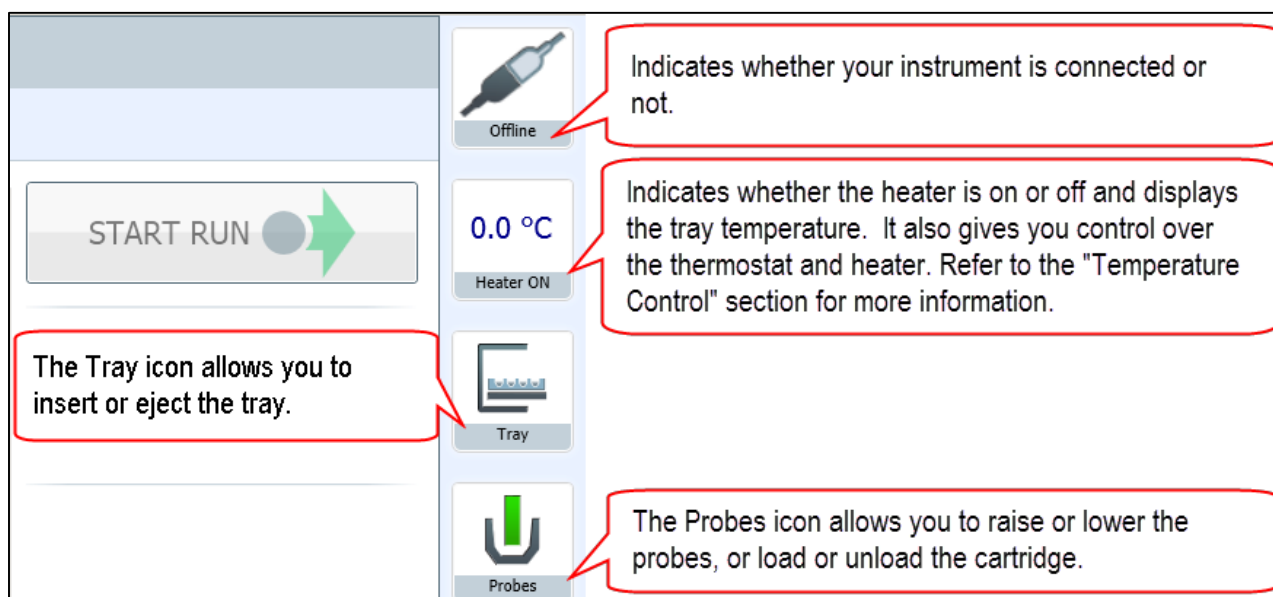 Indicates whether your instrument is connected or
not.
Offline
START RUN
0.0 °C
Heater ON
Indicates whether the heater is on or off and displays
the tray temperature.  It also gives you control over
the thermostat and heater. Refer to the "Temperature
Control" section for more information.
The Tray icon allows you to
insert or eject the tray.
Tray
The Probes icon allows you to raise or lower the
probes, or load or unload the cartridge.
Probes